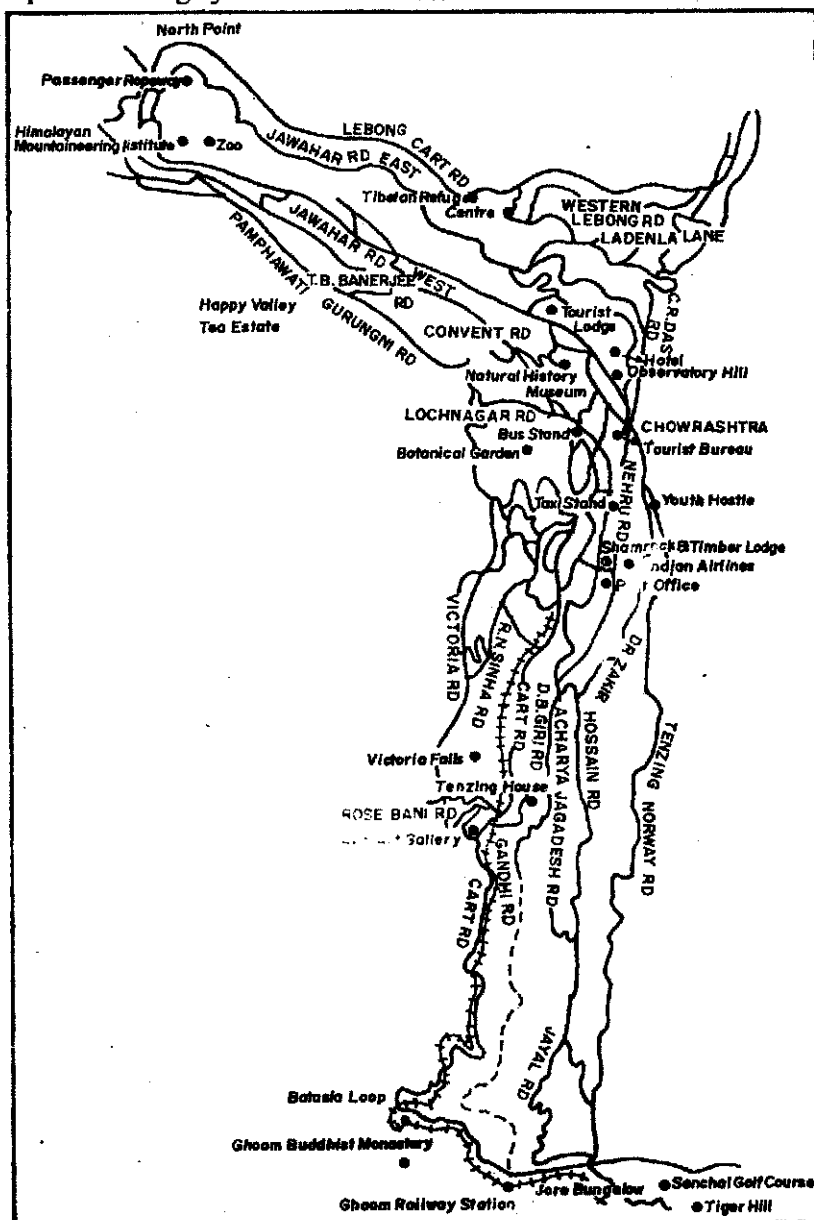 North Point
Passenger Ropeway
Himalayan
Mountaineering Institute
Zoo
LEBONG CART RD
JAWAHAR RD EAST
Tibetan Refugee
Centre
WESTERN
LEBONG RD
LADENLA LANE
JAWAHAR RD WEST
PAMPHAWATI GURUNGNI RD
T.B. BANERJEE
RD
Happy Valley
Tea Estate
C.R.DAS RD
Tourist
Lodge
CONVENT RD
Hotel
Observatory Hill
Natural History
Museum
LOCHNAGAR RD
CHOWRASHTRA
Bus Stand
Tourist Bureau
Botanical Garden
NEHRU RD
Taxi Stand
Youth Hostle
Timber Lodge
Indian Airlines
Office
VICTORIA RD
R.N. SINHA RD
CART RD
D.B.GIRI RD
ACHARYA JAGADESH RD
DR ZAKIR HOSSAIN RD
TENZING NORWAY RD
Victoria Falls
Tenzing House
ROSE BANI RD
Gallery
GANDHI RD
CART RD
JAYAL RD
Batasia Loop
Ghoom Buddhist Monastery
Jore Bungalow
Senchal Golf Course
Ghoom Railway Station
Tiger Hill